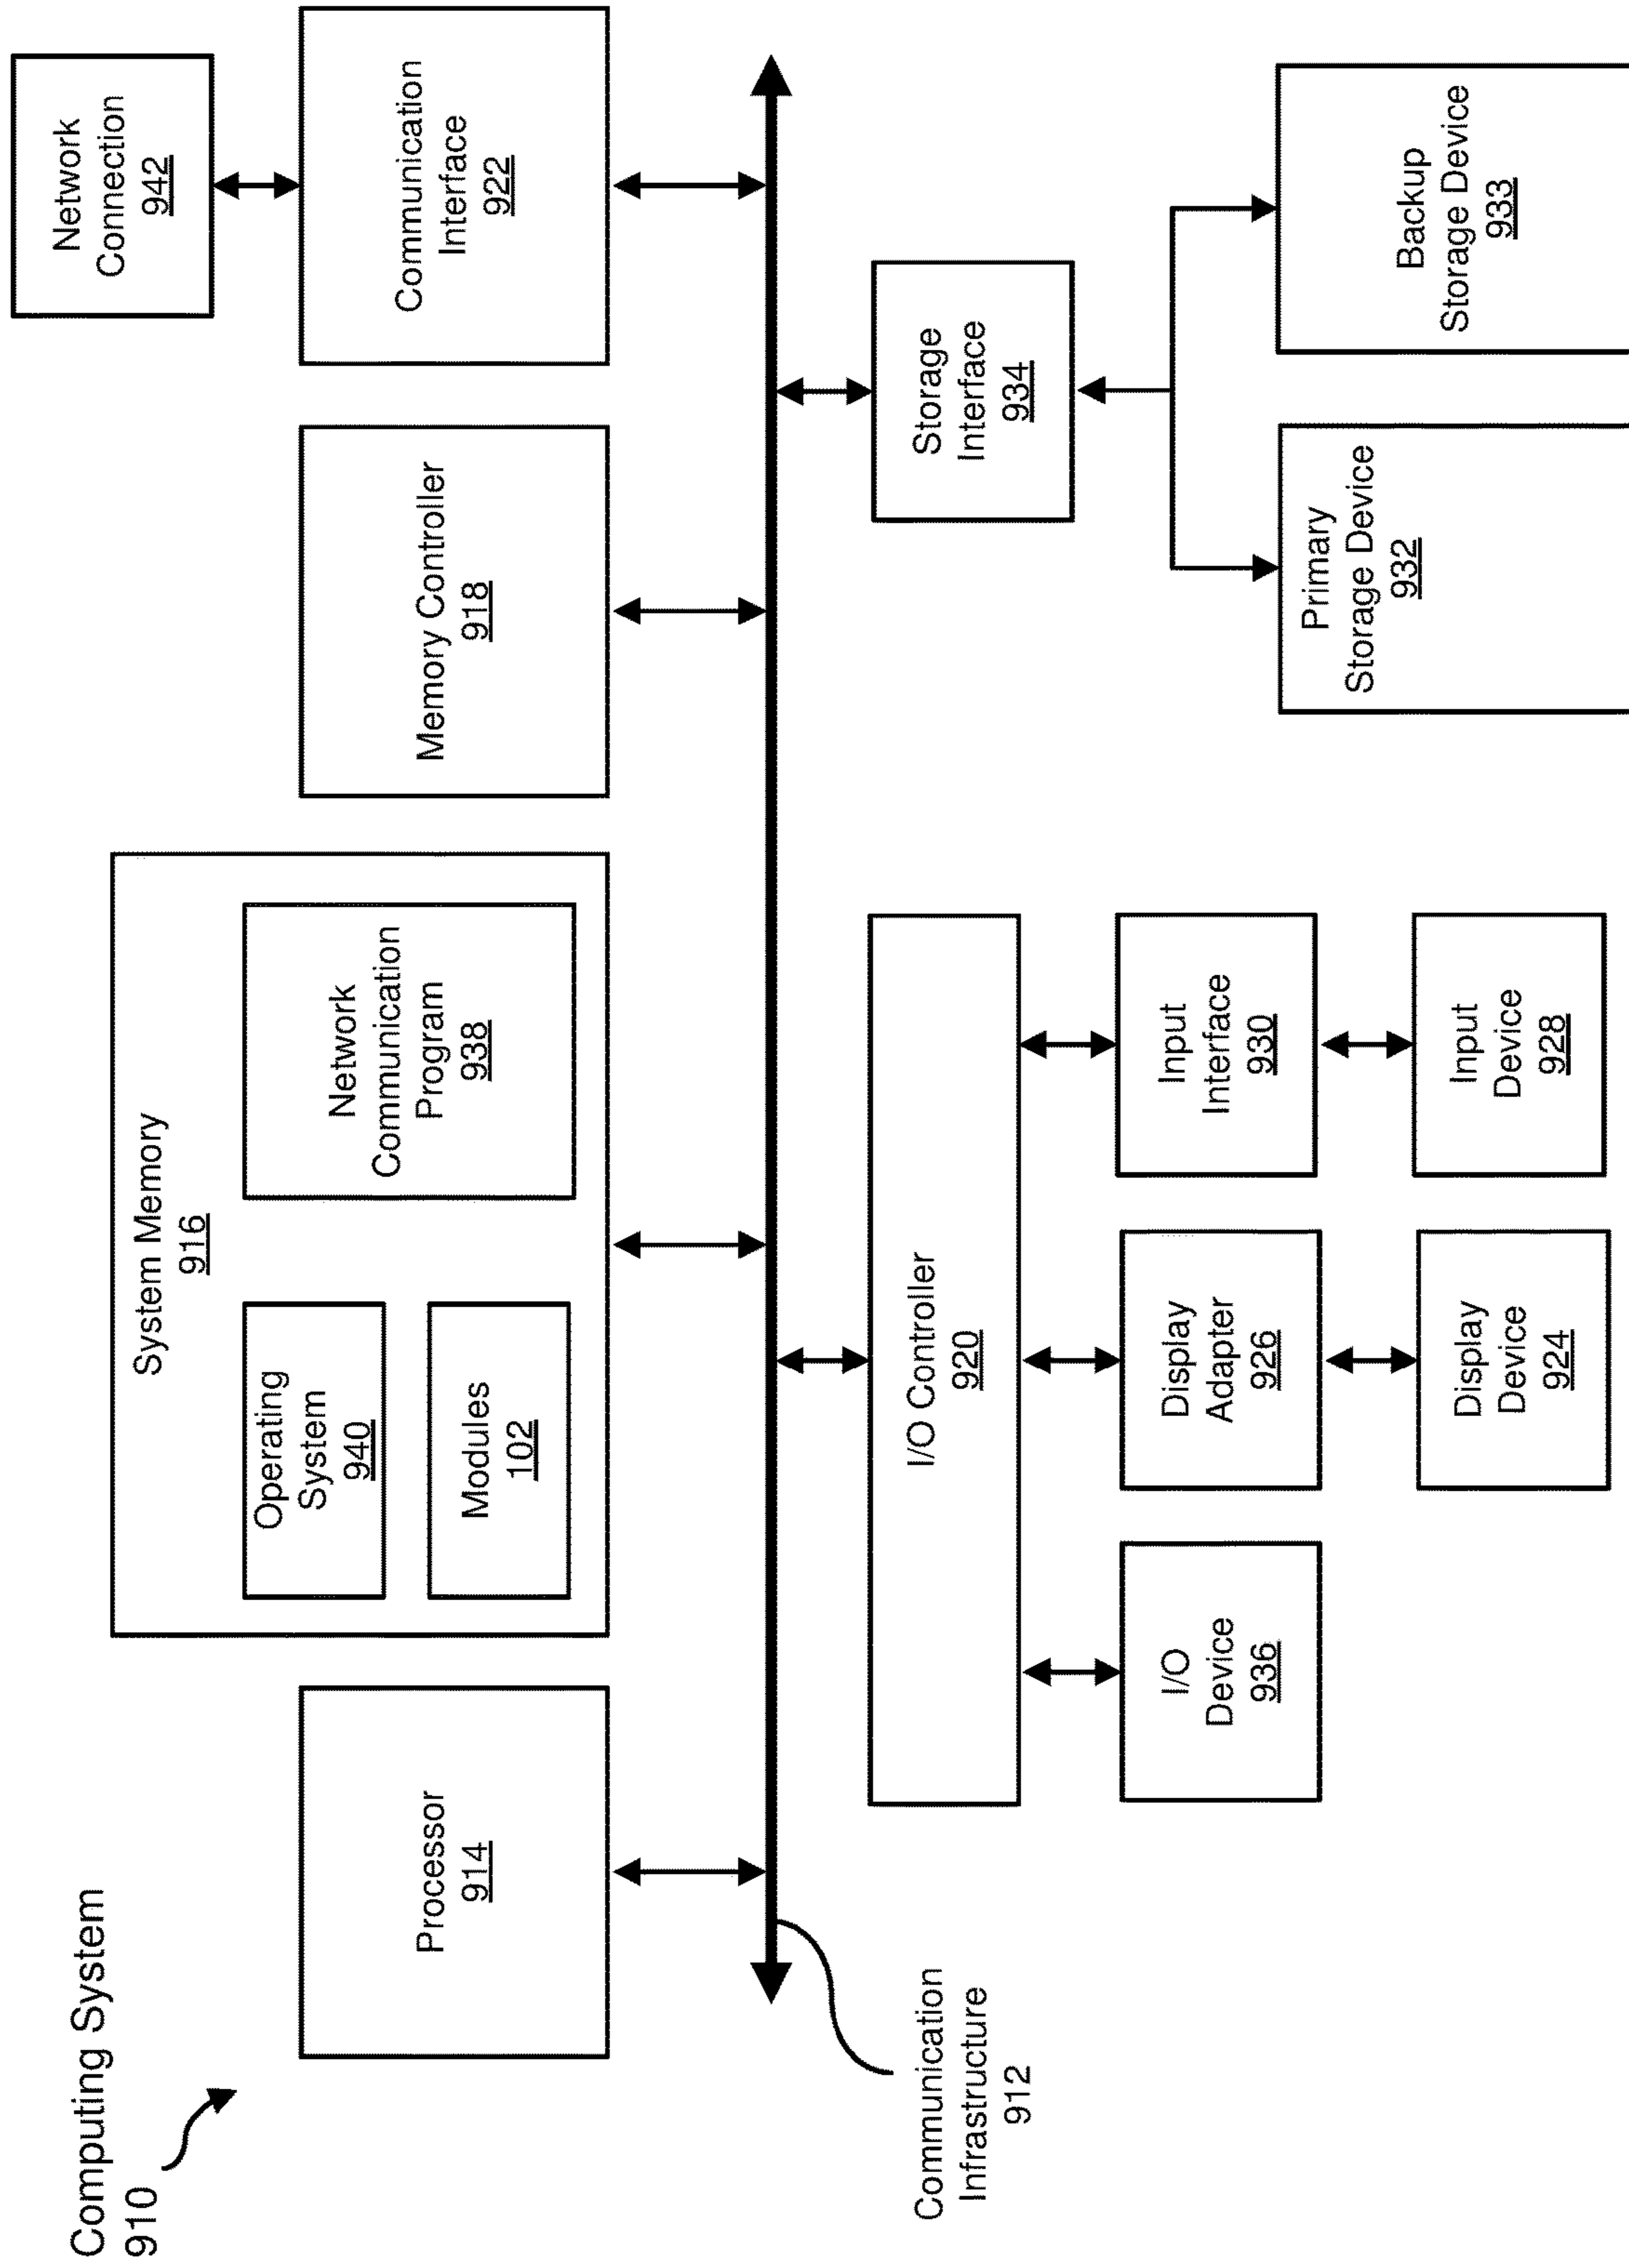 Computing System
910
Processor
914
System Memory
916
Operating
System
940
Modules
102
Network
Communication
Program
938
Memory Controller
918
Communication
Interface
922
Network
Connection
942
Communication
Infrastructure
912
I/O Controller
920
I/O
Device
936
Display
Adapter
926
Input
Interface
930
Display
Device
924
Input
Device
928
Storage
Interface
934
Primary
Storage Device
932
Backup
Storage Device
933